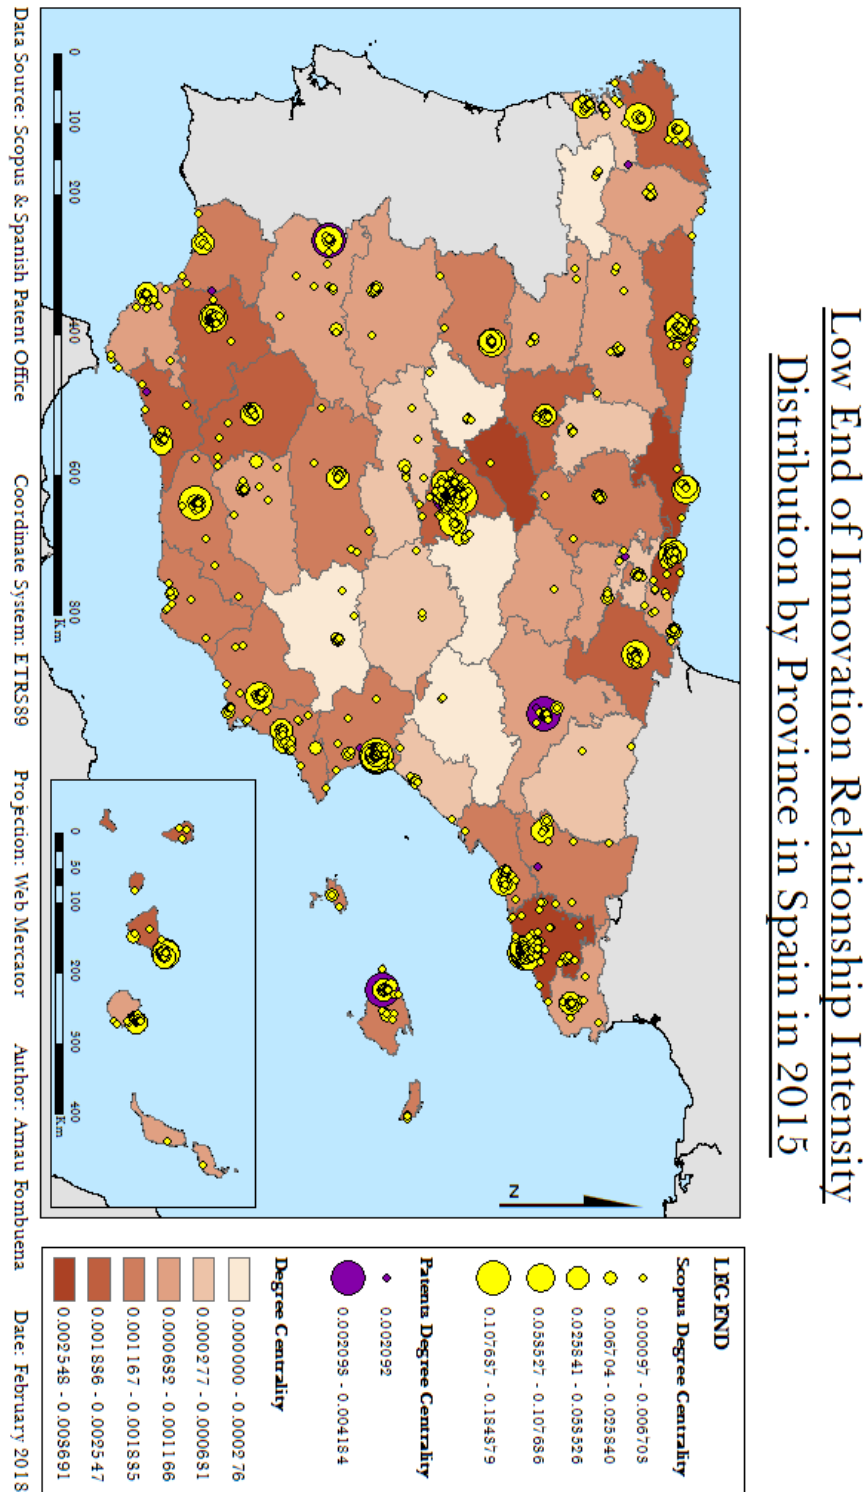 Low End of Innovation Relationship Intensity
Distribution by Province in Spain in 2015
N
0 100 200 400 600 800
Km
0 50 100 200 300 400
Km
LEGEND
Scopus Degree Centrality
0.000097 - 0.006703
0.006704 - 0.025840
0.025841 - 0.058526
0.058527 - 0.107686
0.107687 - 0.184879
Patents Degree Centrality
0.002092
0.002093 - 0.004184
Degree Centrality
0.000000 - 0.000276
0.000277 - 0.000681
0.000682 - 0.001166
0.001167 - 0.001885
0.001886 - 0.002547
0.002548 - 0.008691
Data Source: Scopus & Spanish Patent Office Coordinate System: ETRS89 Projection: Web Mercator Author: Arnau Fombuena Date: February 2018